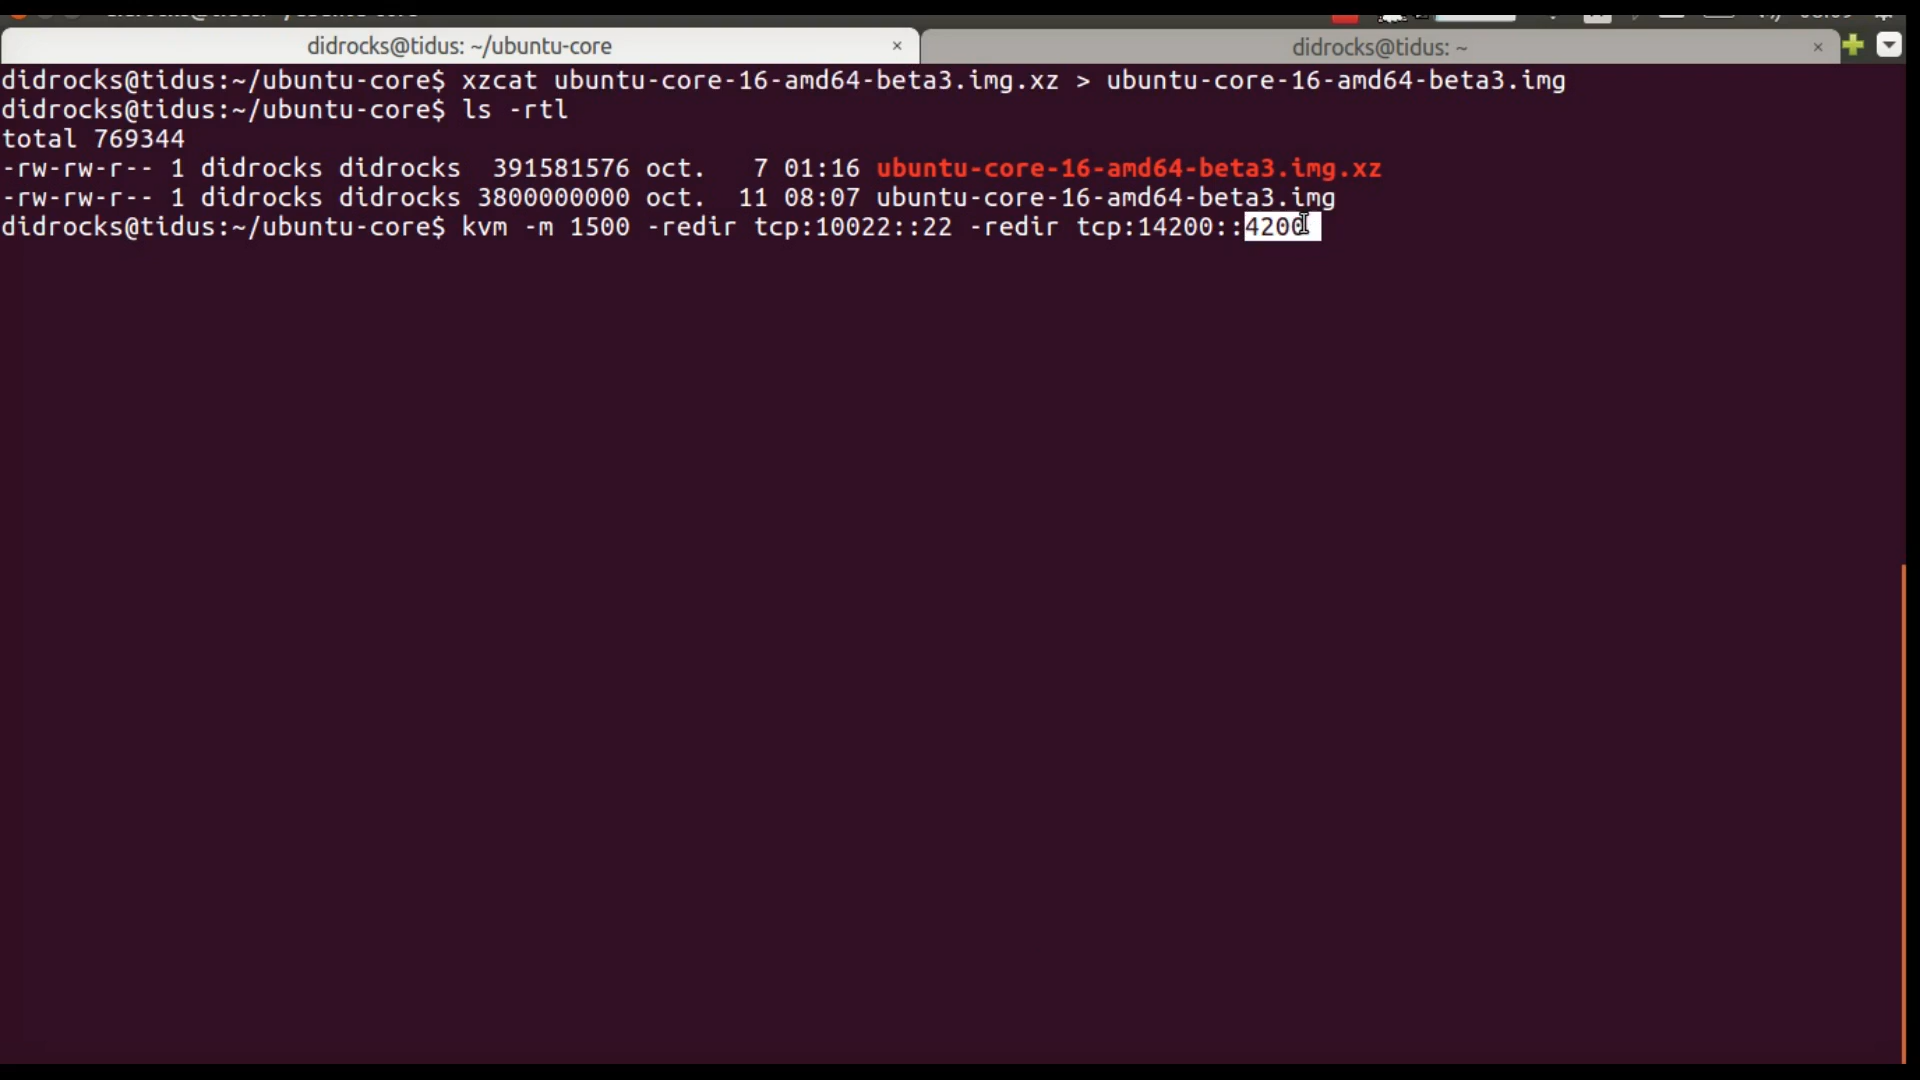 didrocks@tidus: ~/ubuntu-core
didrocks@tidus: ~
didrocks@tidus:~/ubuntu-core$ xzcat ubuntu-core-16-amd64-beta3.img.xz > ubuntu-core-16-amd64-beta3.img
didrocks@tidus:~/ubuntu-core$ ls -rtl
total 769344
-rw-rw-r-- 1 didrocks didrocks  391581576 oct.   7 01:16 ubuntu-core-16-amd64-beta3.img.xz
-rw-rw-r-- 1 didrocks didrocks 3800000000 oct.  11 08:07 ubuntu-core-16-amd64-beta3.img
didrocks@tidus:~/ubuntu-core$ kvm -m 1500 -redir tcp:10022::22 -redir tcp:14200::4200